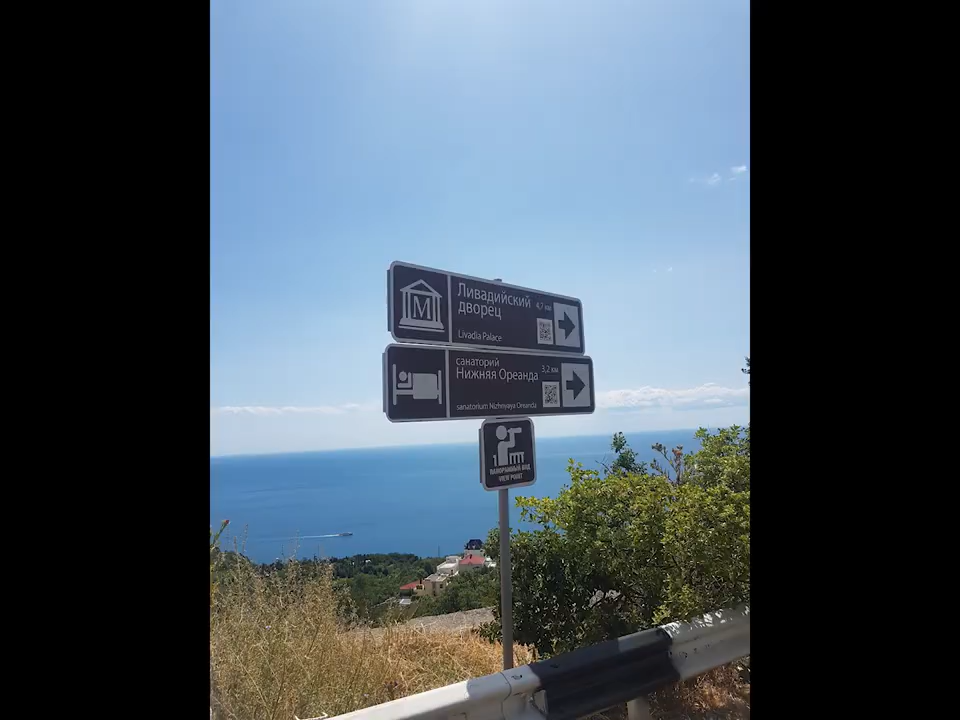 M
Ливадийский
дворец
4,7 км
Livadia Palace
санаторий
Нижняя Ореанда
3,2 км
sanatorium Nizhnyaya Oreanda
ПАНОРАМНЫЙ ВИД
VIEW POINT